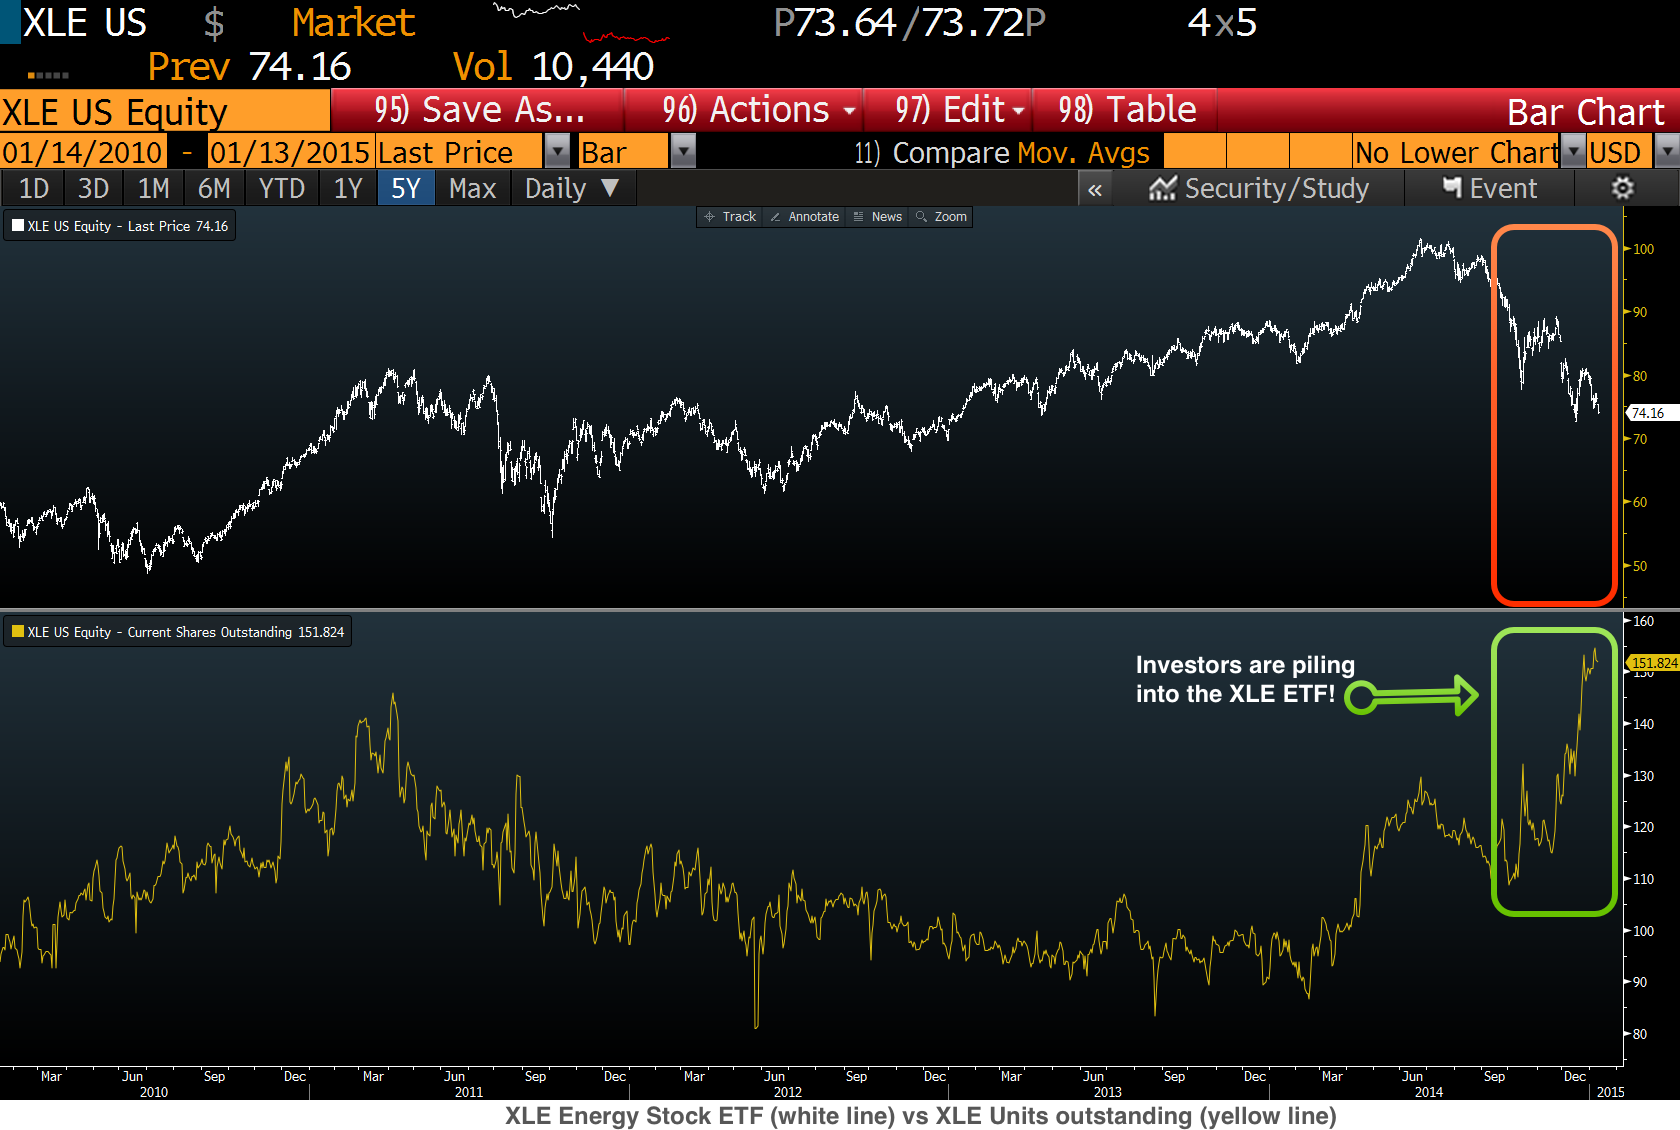 XLE US $ Market P73.64/73.72P 4x5
Prev 74.16 Vol 10,440
XLE US Equity 95) Save As... 96) Actions 97) Edit 98) Table Bar Chart
01/14/2010 - 01/13/2015 Last Price Bar 11) Compare Mov. Avgs No Lower Chart USD
1D 3D 1M 6M YTD 1Y 5Y Max Daily ▼ « Security/Study Event
Track Annotate News Zoom
XLE US Equity - Last Price 74.16
100
90
80
74.16
70
60
50
XLE US Equity - Current Shares Outstanding 151.824
160
Investors are piling
into the XLE ETF!
151.824
150
140
130
120
110
100
90
80
Mar Jun Sep Dec Mar Jun Sep Dec Mar Jun Sep Dec Mar Jun Sep Dec Mar Jun Sep Dec
2010 2011 2012 2013 2014 2015
XLE Energy Stock ETF (white line) vs XLE Units outstanding (yellow line)